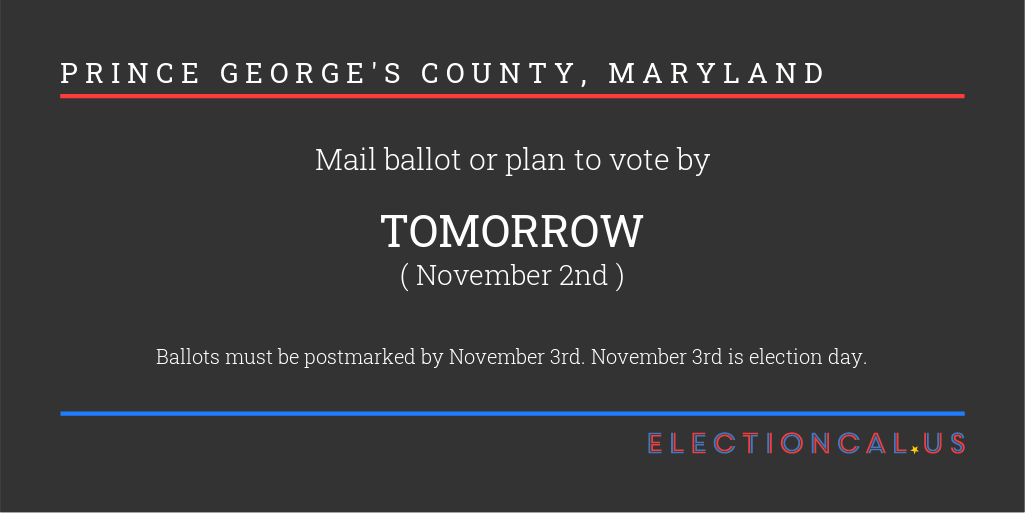 PRINCE GEORGE'S COUNTY, MARYLAND
Mail ballot or plan to vote by
TOMORROW
( November 2nd )
Ballots must be postmarked by November 3rd. November 3rd is election day.
ELECTIONCAL★US